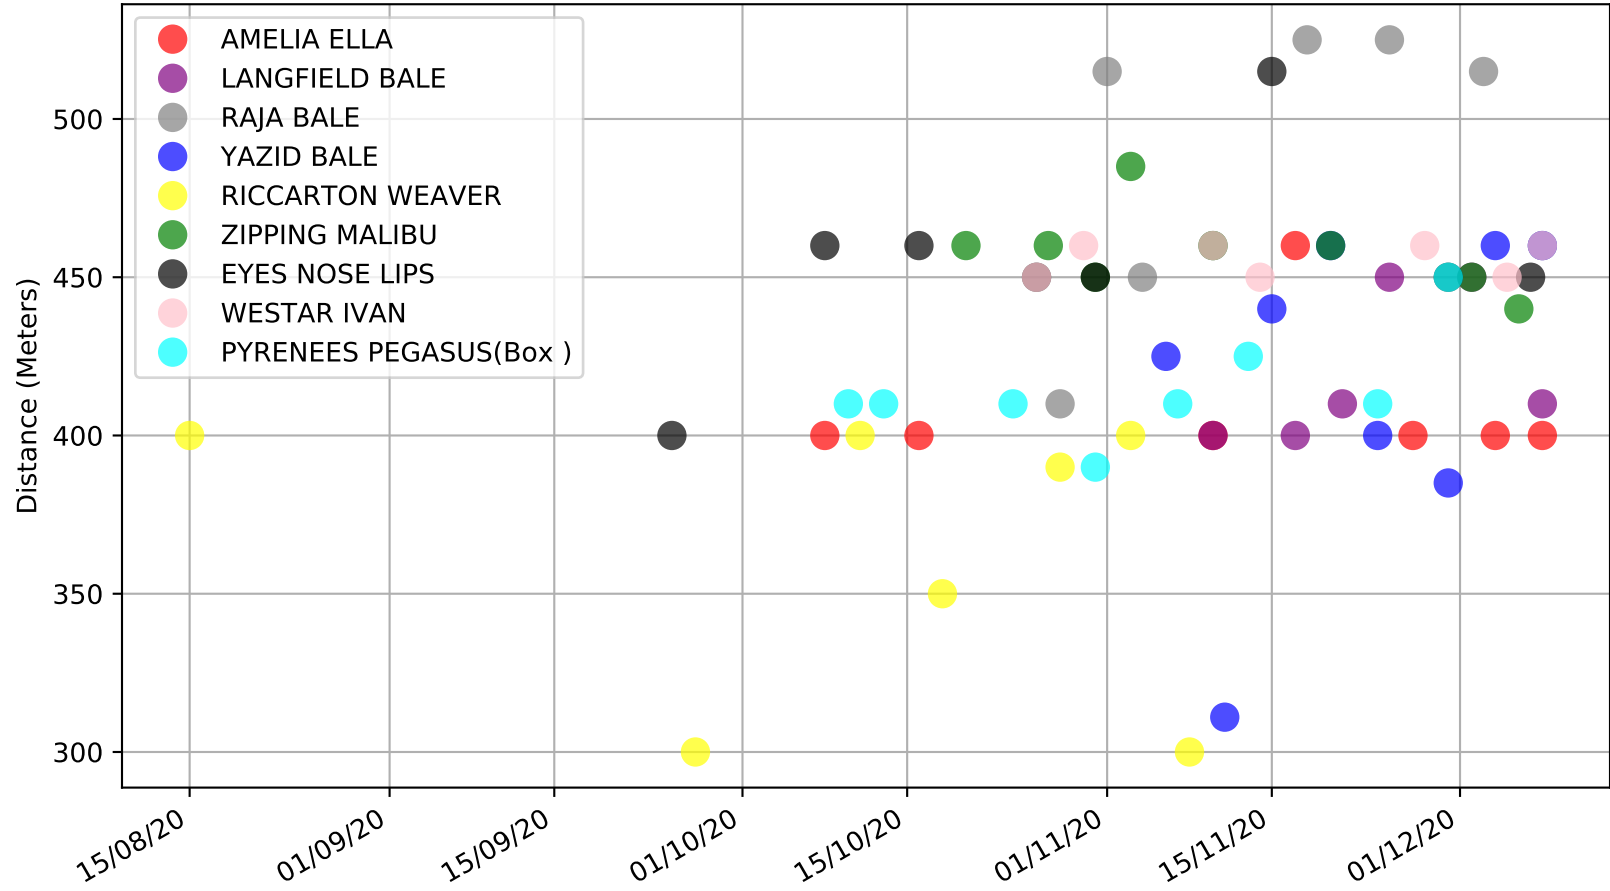 AMELIA ELLA
LANGFIELD BALE
RAJA BALE
YAZID BALE
RICCARTON WEAVER
ZIPPING MALIBU
EYES NOSE LIPS
WESTAR IVAN
PYRENEES PEGASUS(Box )
Distance (Meters)
500
450
400
350
300
15/08/20
01/09/20
15/09/20
01/10/20
15/10/20
01/11/20
15/11/20
01/12/20